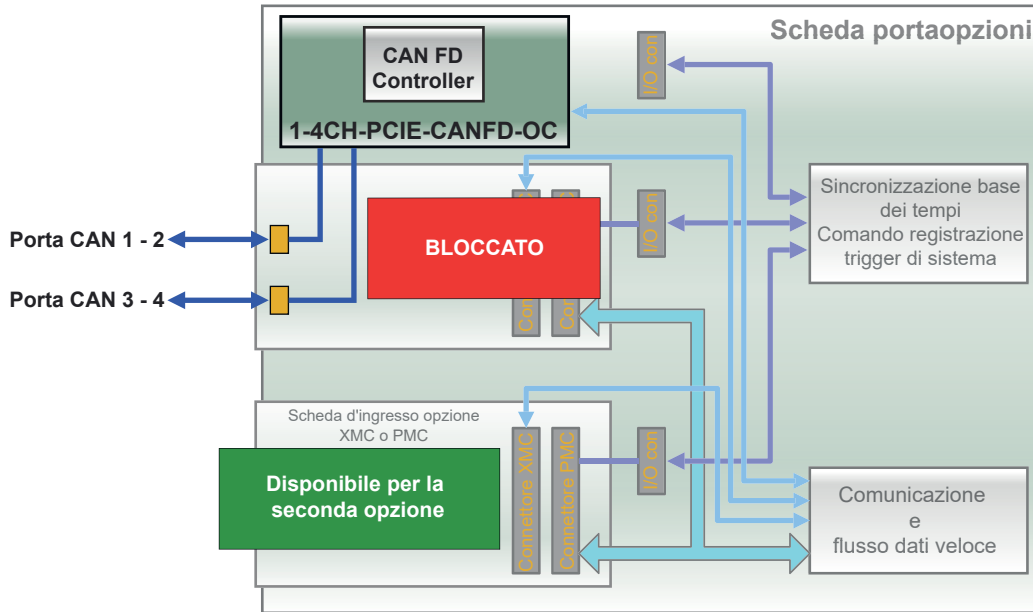 Scheda portaopzioni
CAN FD
Controller
1-4CH-PCIE-CANFD-OC
I/O con
Porta CAN 1 - 2
Porta CAN 3 - 4
BLOCCATO
I/O con
Sincronizzazione base
dei tempi
Comando registrazione
trigger di sistema
Scheda d'ingresso opzione
XMC o PMC
Disponibile per la
seconda opzione
Connettore XMC
Connettore PMC
I/O con
Comunicazione
e
flusso dati veloce